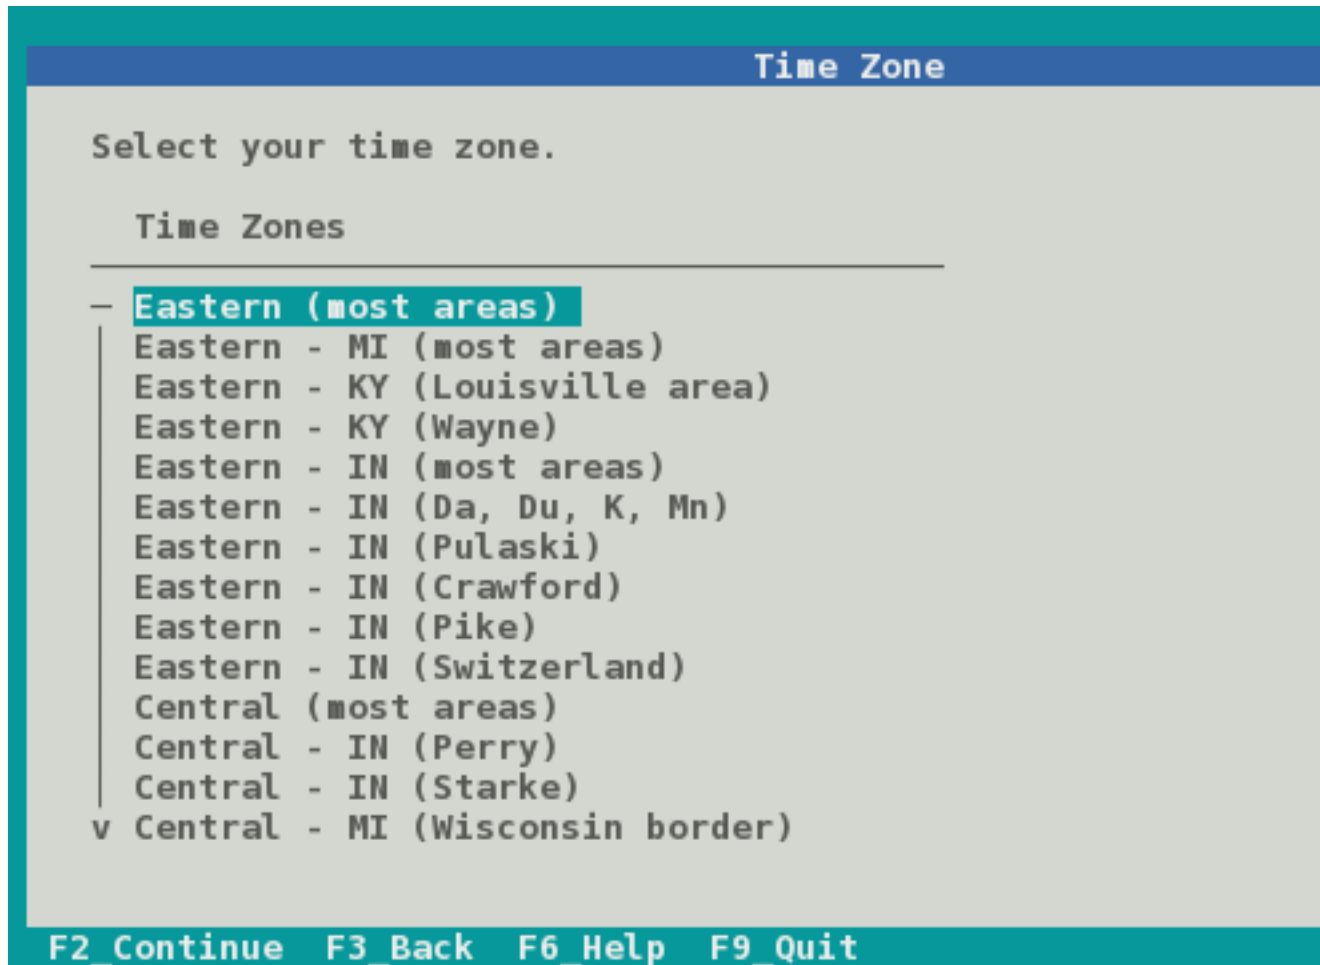 Time Zone
Select your time zone.
Time Zones
Eastern (most areas)
Eastern - MI (most areas)
Eastern - KY (Louisville area)
Eastern - KY (Wayne)
Eastern - IN (most areas)
Eastern - IN (Da, Du, K, Mn)
Eastern - IN (Pulaski)
Eastern - IN (Crawford)
Eastern - IN (Pike)
Eastern - IN (Switzerland)
Central (most areas)
Central - IN (Perry)
Central - IN (Starke)
v Central - MI (Wisconsin border)
F2_Continue F3_Back F6_Help F9_Quit